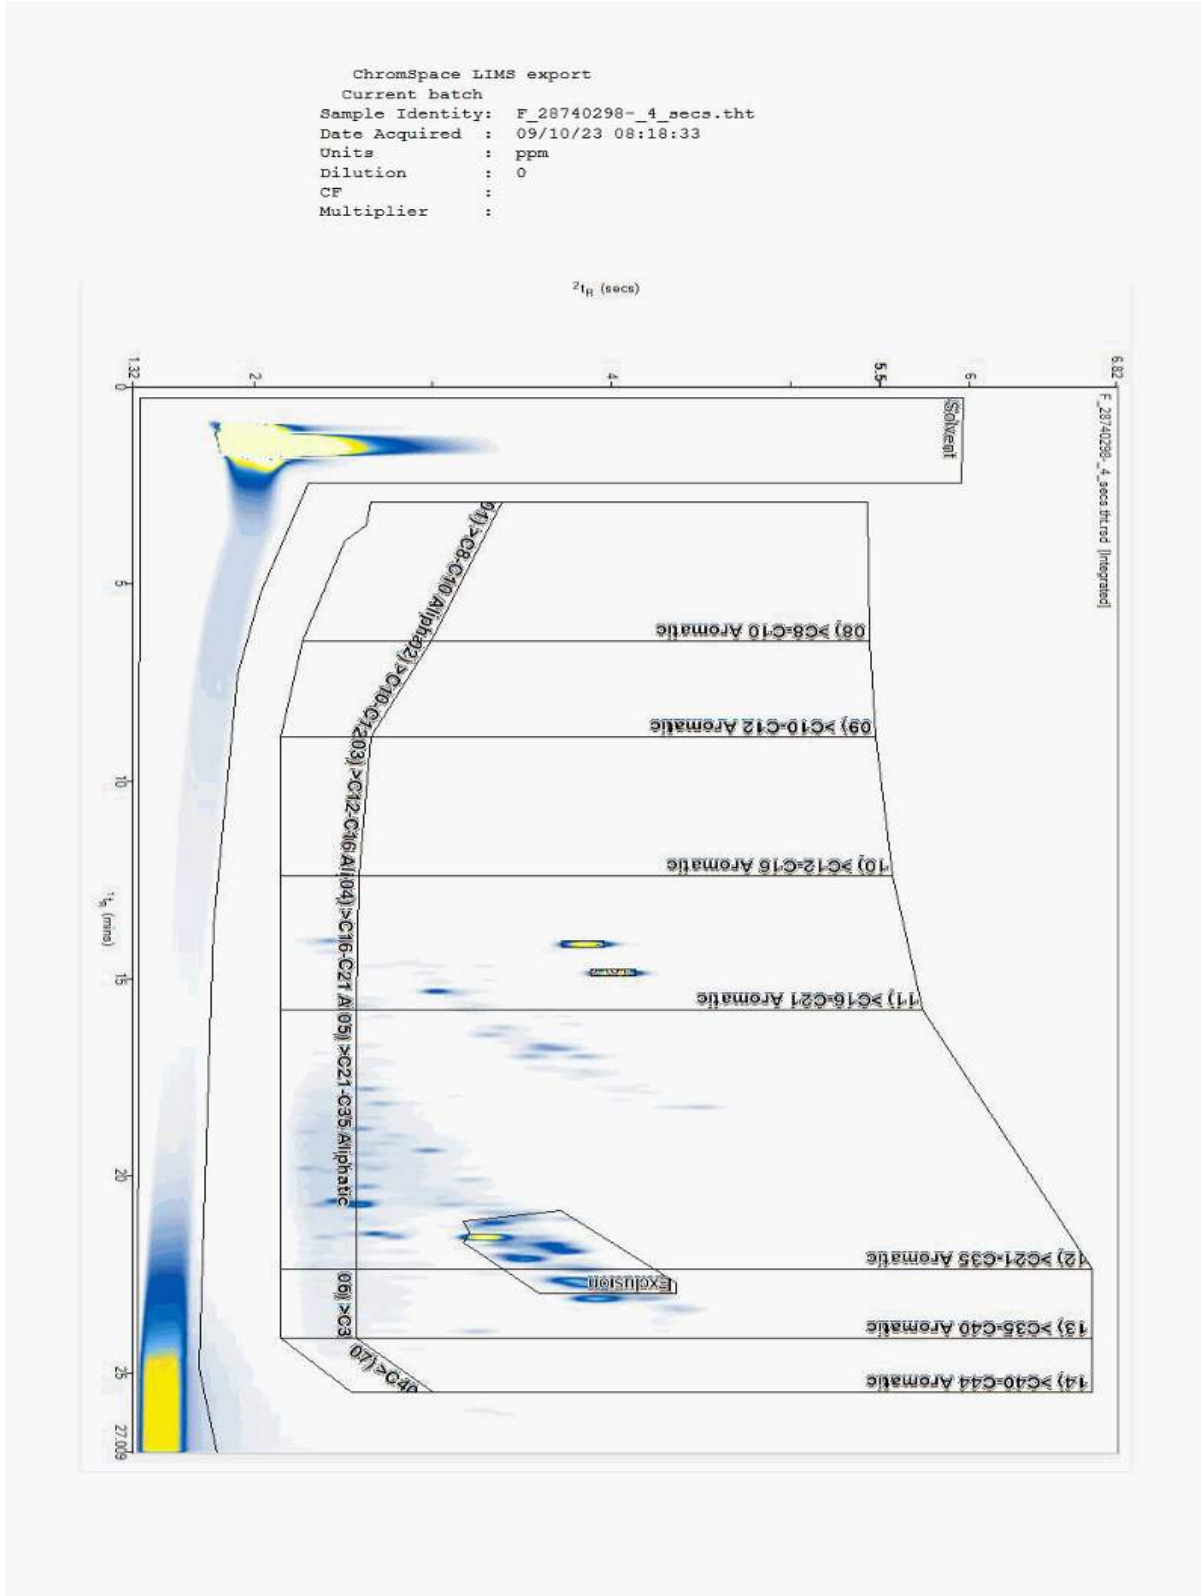 ChromSpace LIMS export
Current batch
Sample Identity: F_28740298-_4_secs.tht
Date Acquired : 09/10/23 08:18:33
Units : ppm
Dilution : 0
CF :
Multiplier :
²tR (secs)
1.32
2
4
5.5
6
6.82
F_28740298-_4_secs.tht.rsd [Integrated]
Solvent
0
5
10
15
20
25
27.009
¹tR (mins)
01) >C8-C10 Aliph
02) >C10-C12
03) >C12-C16 Ali
04) >C16-C21 A
05) >C21-C35 Aliphatic
06) >C3
07) >C40
08) >C8-C10 Aromatic
09) >C10-C12 Aromatic
10) >C12-C16 Aromatic
11) >C16-C21 Aromatic
12) >C21-C35 Aromatic
Exclusion
13) >C35-C40 Aromatic
14) >C40-C44 Aromatic